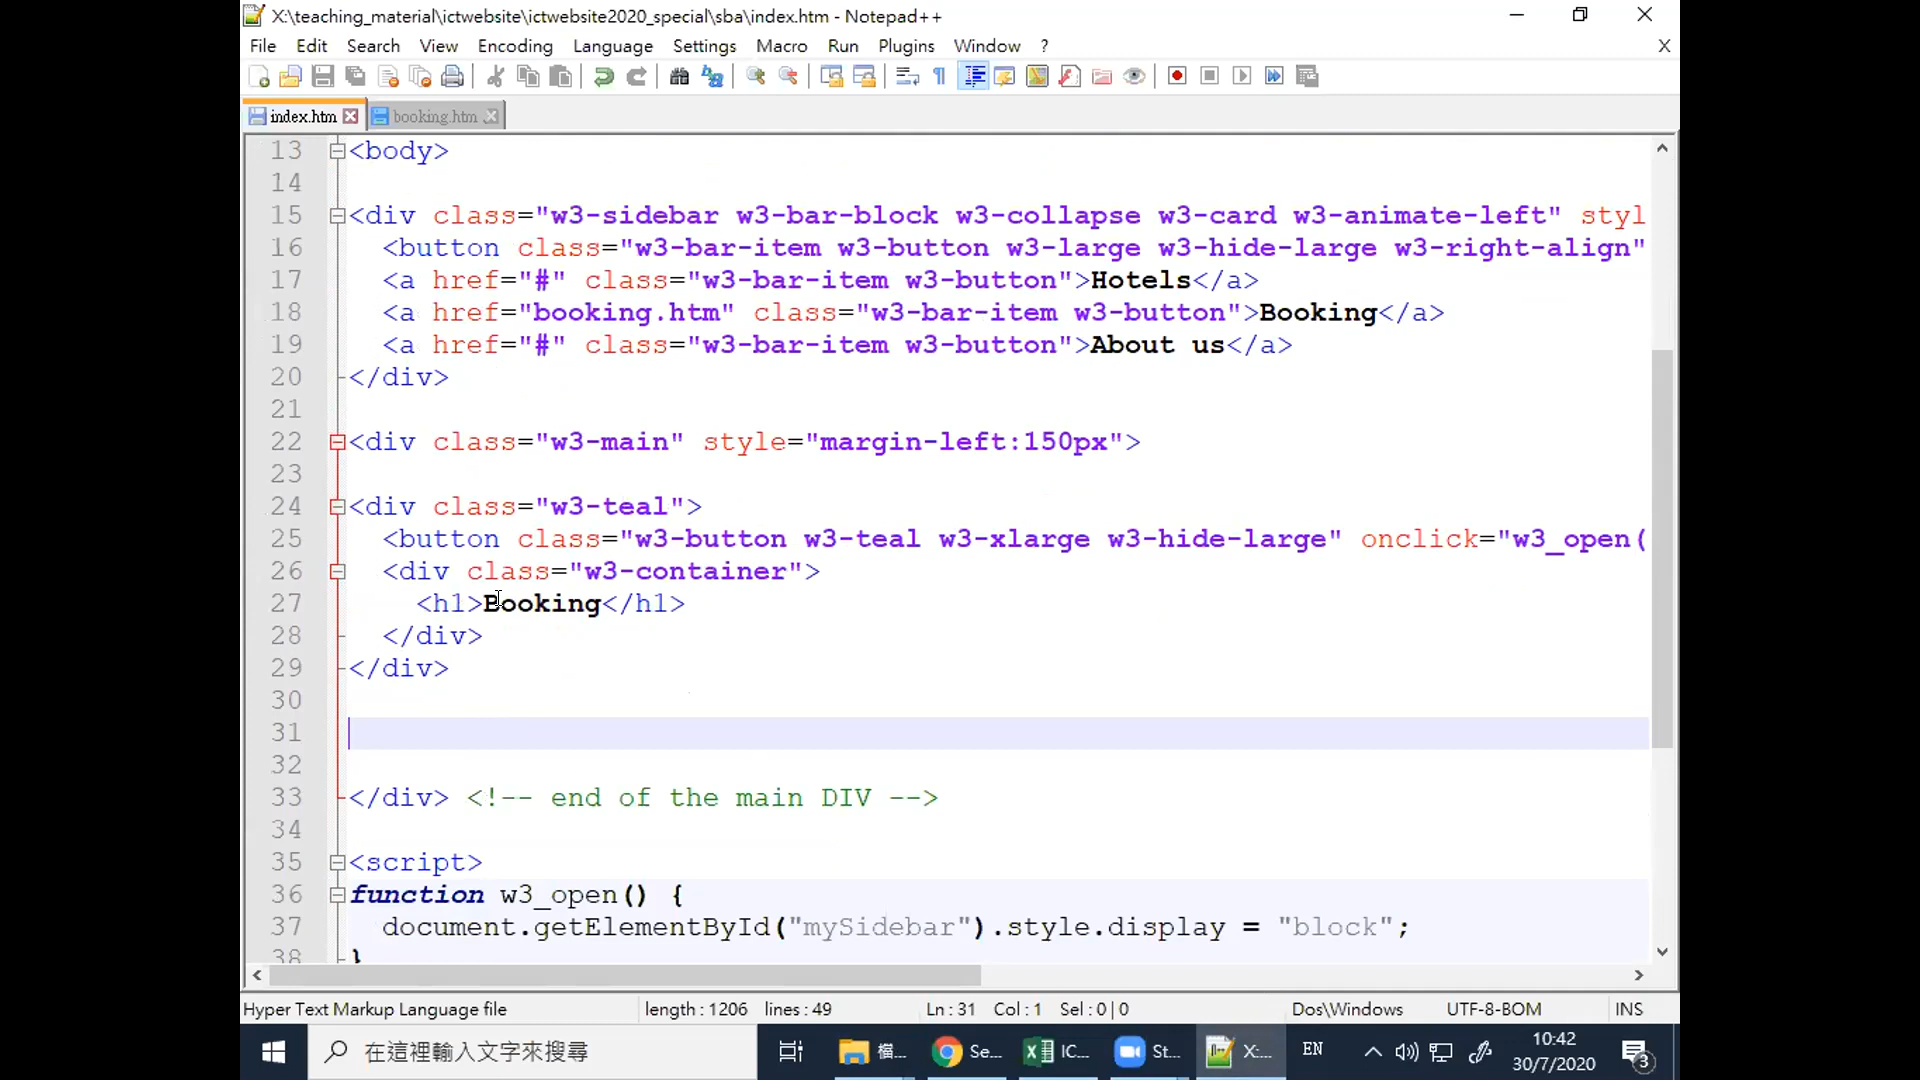 X:\teaching_material\ictwebsite\ictwebsite2020_special\sba\index.htm - Notepad++
File Edit Search View Encoding Language Settings Macro Run Plugins Window ? X
index.htm booking.htm
13 <body>
14
15 <div class="w3-sidebar w3-bar-block w3-collapse w3-card w3-animate-left" styl
16 <button class="w3-bar-item w3-button w3-large w3-hide-large w3-right-align"
17 <a href="#" class="w3-bar-item w3-button">Hotels</a>
18 <a href="booking.htm" class="w3-bar-item w3-button">Booking</a>
19 <a href="#" class="w3-bar-item w3-button">About us</a>
20 </div>
21
22 <div class="w3-main" style="margin-left:150px">
23
24 <div class="w3-teal">
25 <button class="w3-button w3-teal w3-xlarge w3-hide-large" onclick="w3_open(
26 <div class="w3-container">
27 <h1>Booking</h1>
28 </div>
29 </div>
30
31
32
33 </div> <!-- end of the main DIV -->
34
35 <script>
36 function w3_open() {
37 document.getElementById("mySidebar").style.display = "block";
38 }
Hyper Text Markup Language file length : 1206 lines : 49 Ln : 31 Col : 1 Sel : 0 | 0 Dos\Windows UTF-8-BOM INS
在這裡輸入文字來搜尋 檔... Se... IC... St... X:... EN 10:42
30/7/2020 3